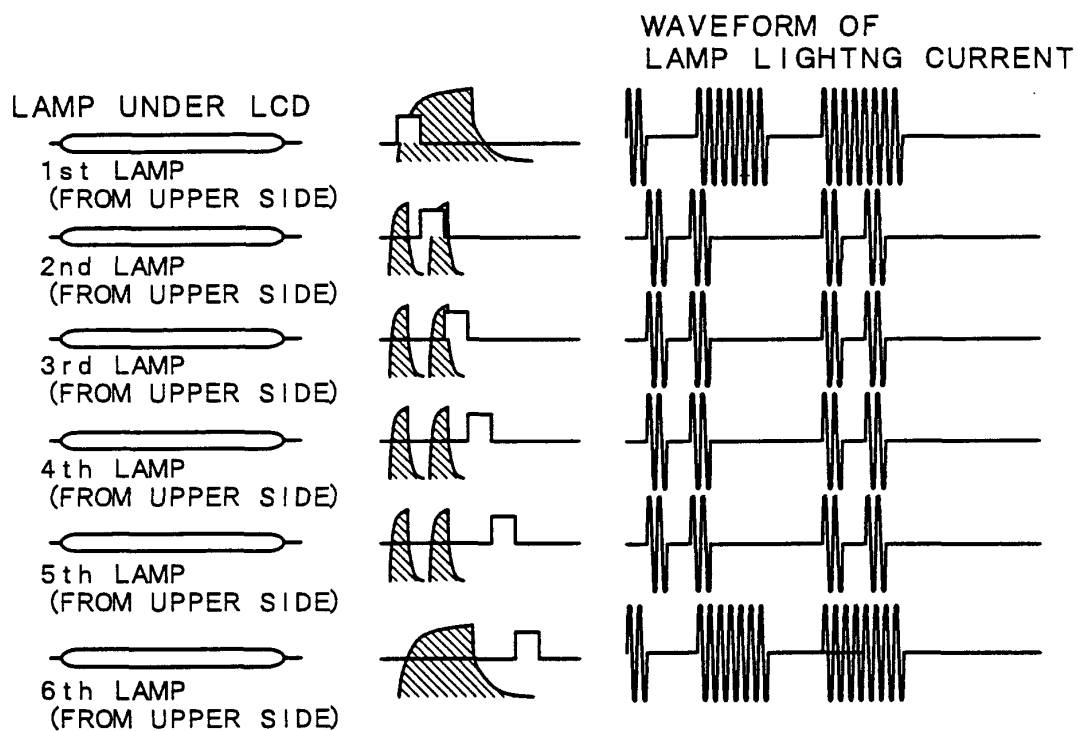 WAVEFORM OF
LAMP LIGHTNG CURRENT
LAMP UNDER LCD
1st LAMP
(FROM UPPER SIDE)
2nd LAMP
(FROM UPPER SIDE)
3rd LAMP
(FROM UPPER SIDE)
4th LAMP
(FROM UPPER SIDE)
5th LAMP
(FROM UPPER SIDE)
6th LAMP
(FROM UPPER SIDE)